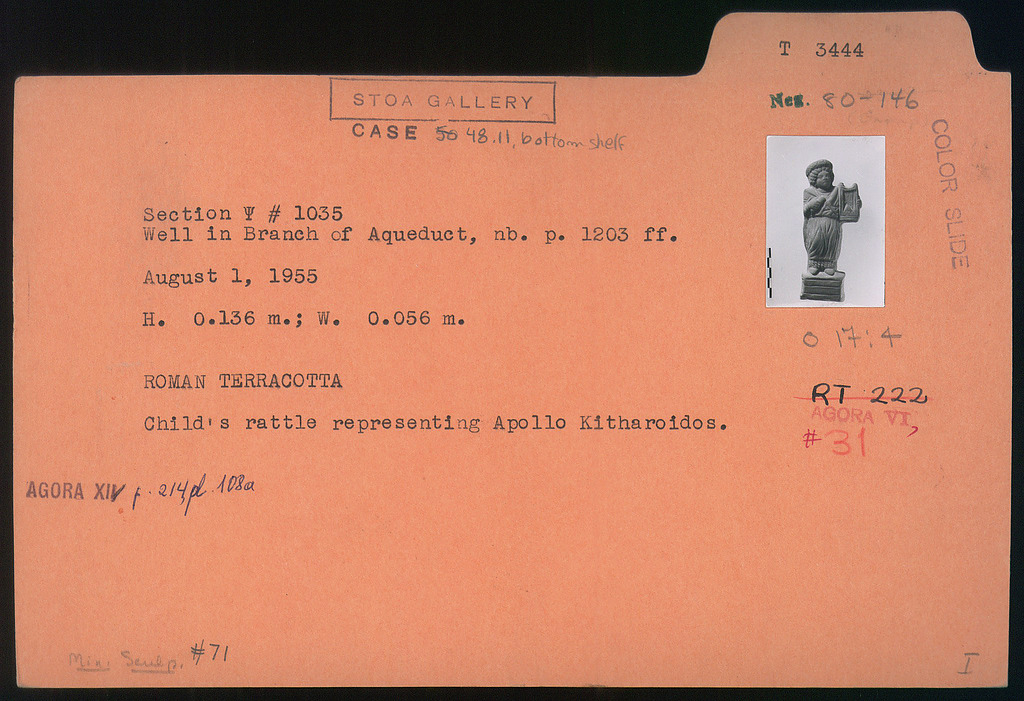 T 3444
Neg. 80-146
STOA GALLERY
CASE 50 48.11, bottom shelf
COLOR SLIDE
Section Ψ # 1035
Well in Branch of Aqueduct, nb. p. 1203 ff.
August 1, 1955
H. 0.136 m.; W. 0.056 m.
O 17:4
ROMAN TERRACOTTA
RT 222
AGORA VI,
# 31
Child's rattle representing Apollo Kitharoidos.
AGORA XIV p. 214, pl. 108a
Mini Sculp. #71
I